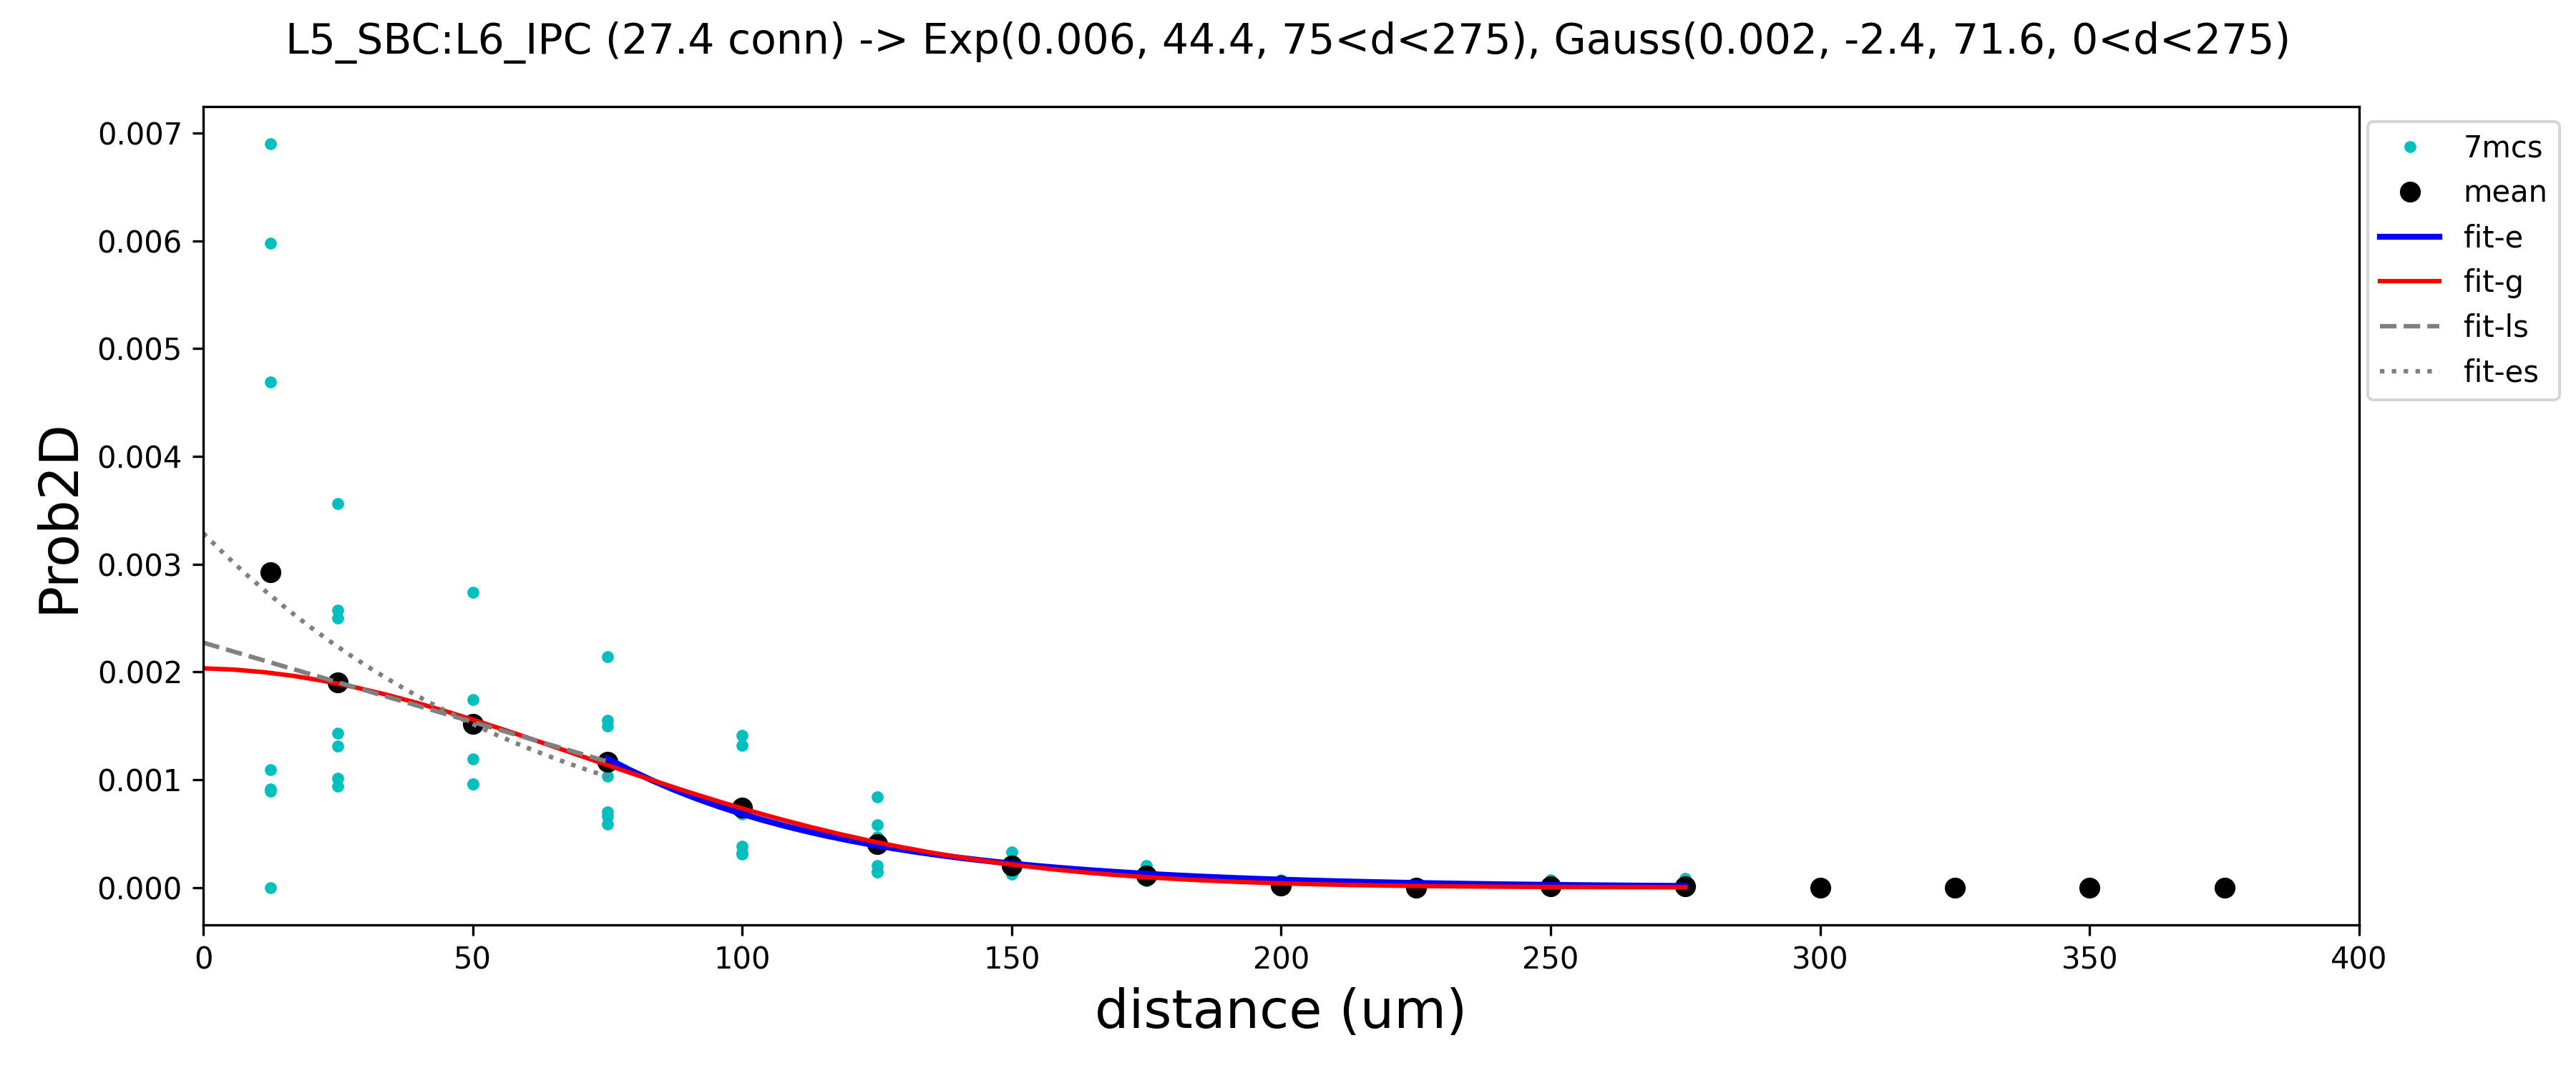 L5_SBC:L6_IPC (27.4 conn) -> Exp(0.006, 44.4, 75<d<275), Gauss(0.002, -2.4, 71.6, 0<d<275)
Prob2D
0.007
0.006
0.005
0.004
0.003
0.002
0.001
0.000
0 50 100 150 200 250 300 350 400
distance (um)
7mcs
mean
fit-e
fit-g
fit-ls
fit-es